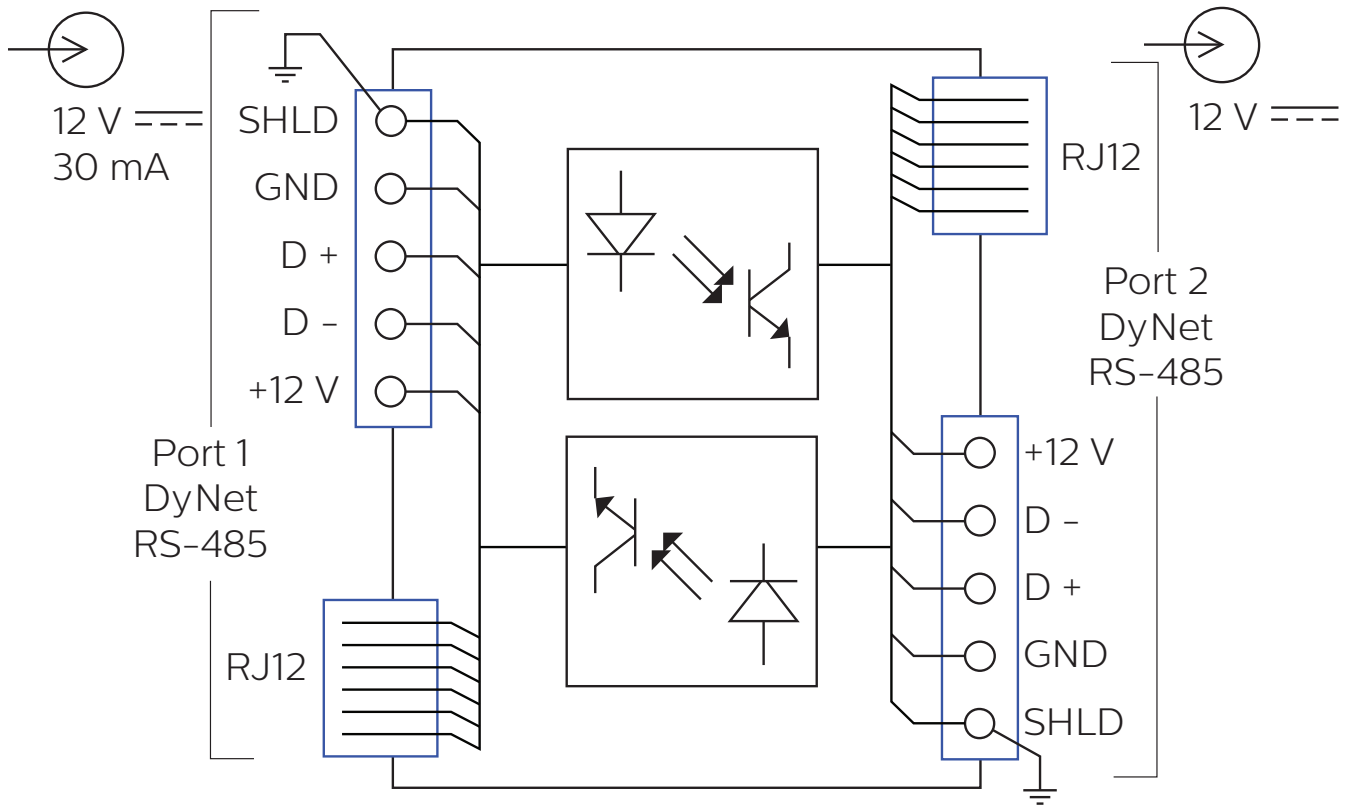 12 V
30 mA
SHLD
GND
D +
D -
+12 V
Port 1
DyNet
RS-485
RJ12
12 V
RJ12
Port 2
DyNet
RS-485
+12 V
D -
D +
GND
SHLD